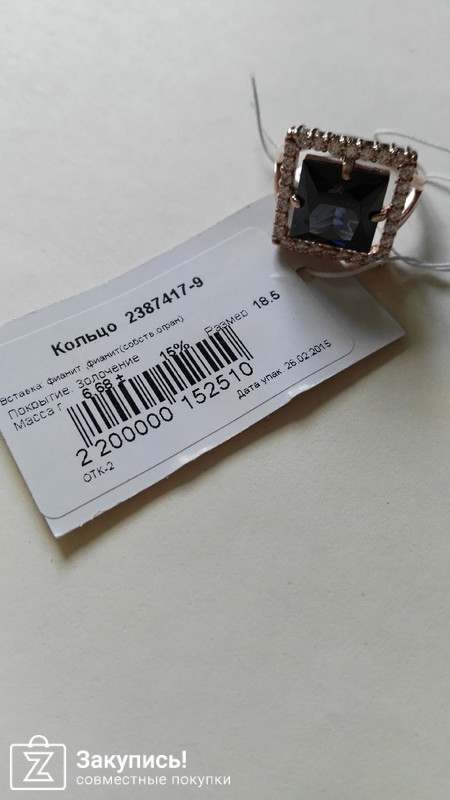 Кольцо 2387417-9
Вставка: фианит ,фианит(собств.огран)
Покрытие: Золочение
Масса г. 6,68 ± 15% Размер 18.5
2 200000 152510
ОТК-2 Дата упак. 26.02.2015
Закупись!
совместные покупки